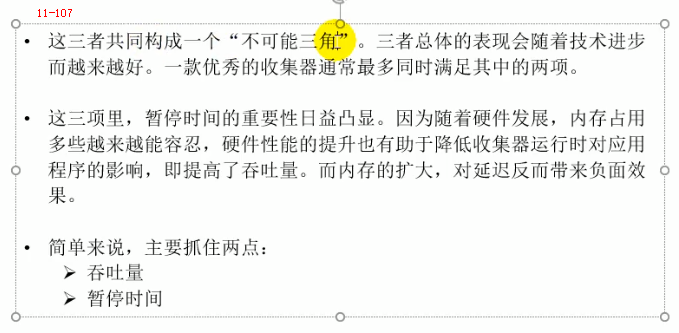 11-107
• 这三者共同构成一个“不可能三角”。三者总体的表现会随着技术进步
而越来越好。一款优秀的收集器通常最多同时满足其中的两项。
• 这三项里，暂停时间的重要性日益凸显。因为随着硬件发展，内存占用
多些越来越能容忍，硬件性能的提升也有助于降低收集器运行时对应用
程序的影响，即提高了吞吐量。而内存的扩大，对延迟反而带来负面效
果。
• 简单来说，主要抓住两点：
➢ 吞吐量
➢ 暂停时间